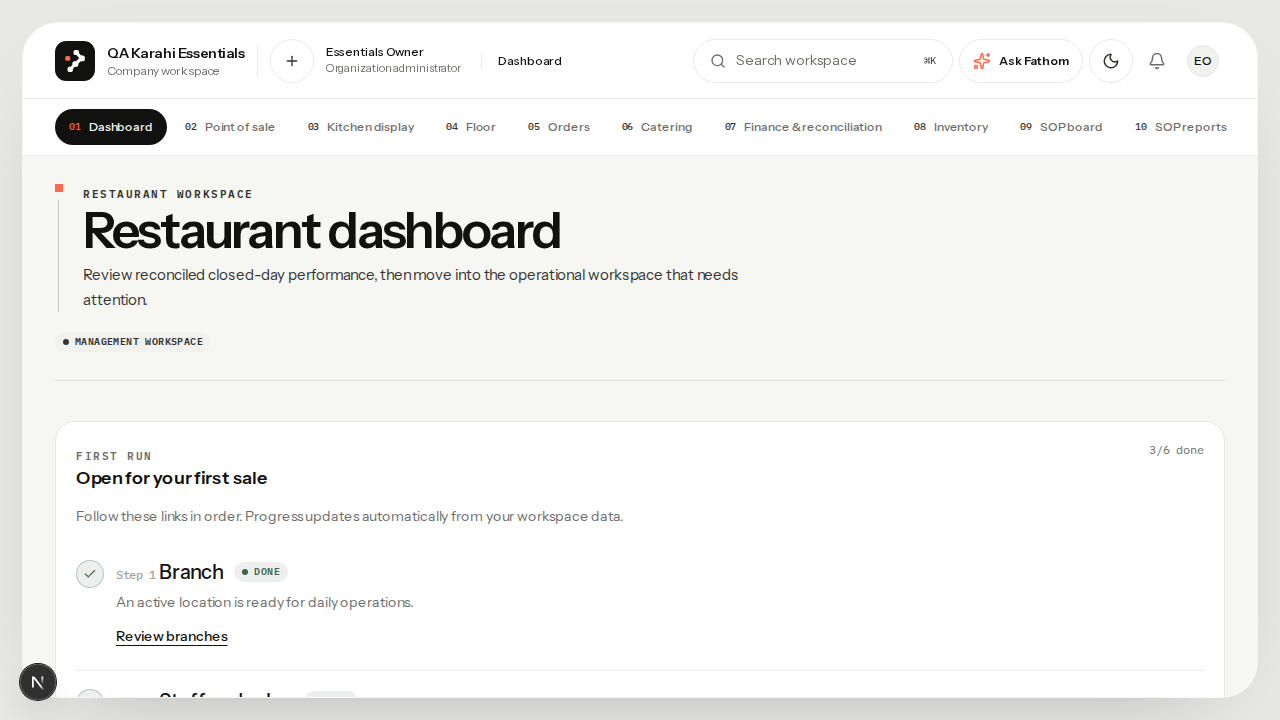 QA Karahi Essentials
Company workspace
Essentials Owner
Organization administrator
Dashboard
Search workspace
⌘K
Ask Fathom
EO
01 Dashboard
02 Point of sale
03 Kitchen display
04 Floor
05 Orders
06 Catering
07 Finance & reconciliation
08 Inventory
09 SOP board
10 SOP reports
RESTAURANT WORKSPACE
Restaurant dashboard
Review reconciled closed-day performance, then move into the operational workspace that needs
attention.
MANAGEMENT WORKSPACE
FIRST RUN
3/6 done
Open for your first sale
Follow these links in order. Progress updates automatically from your workspace data.
Step 1 Branch
DONE
An active location is ready for daily operations.
Review branches
N